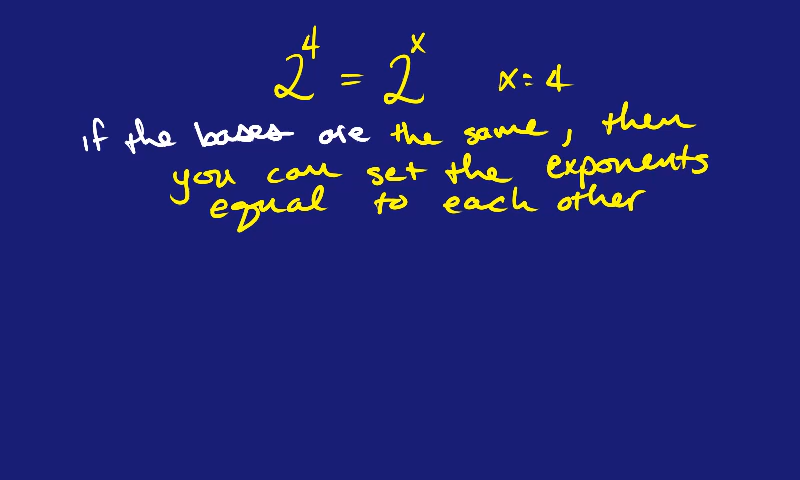 2^4 = 2^x x = 4
if the bases are the same, then
you can set the exponents
equal to each other